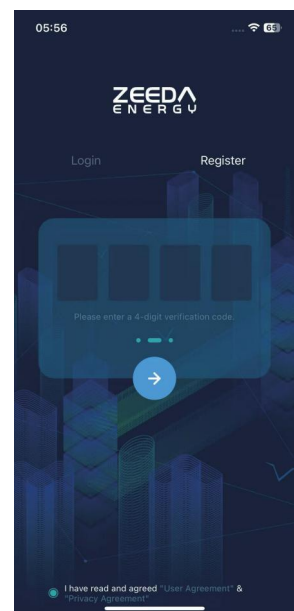 05:56
65
ZEEDA
ENERGY
Login
Register
Please enter a 4-digit verification code.
I have read and agreed "User Agreement" &
"Privacy Agreement"